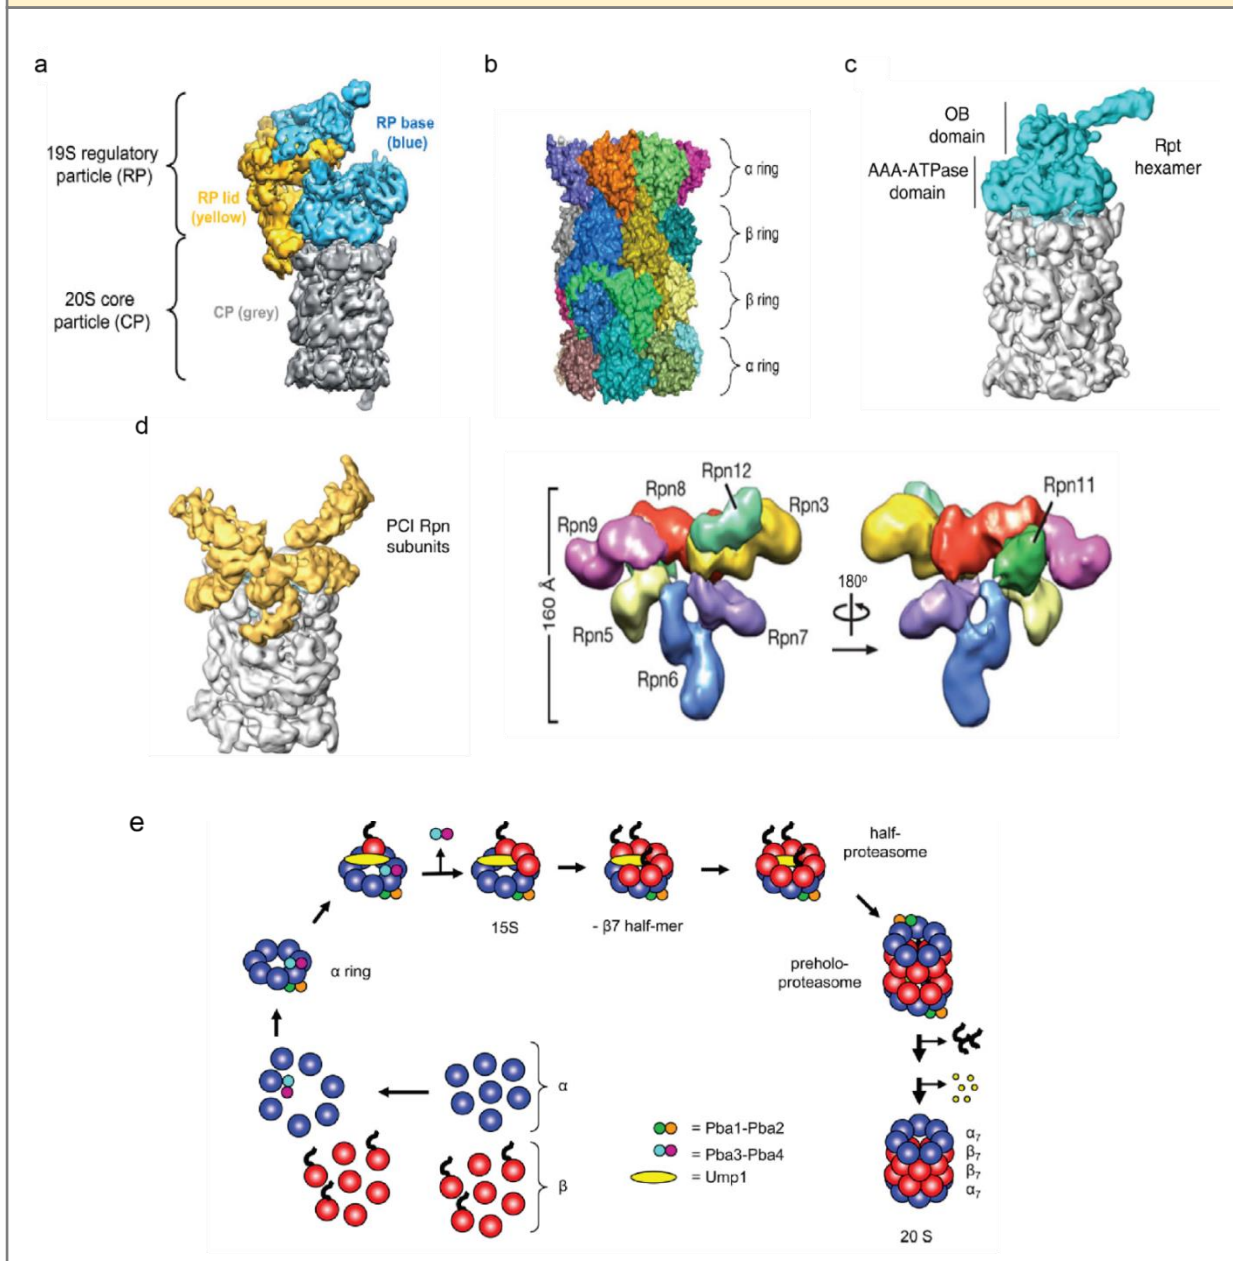 a
19S regulatory
particle (RP)
20S core
particle (CP)
RP base
(blue)
RP lid
(yellow)
CP (grey)
b
α ring
β ring
β ring
α ring
c
OB
domain
AAA-ATPase
domain
Rpt
hexamer
d
PCI Rpn
subunits
160 Å
Rpn9
Rpn8
Rpn12
Rpn3
Rpn5
Rpn6
Rpn7
180º
Rpn11
e
α ring
15S
- β7 half-mer
half-
proteasome
preholo-
proteasome
α
β
= Pba1-Pba2
= Pba3-Pba4
= Ump1
α7
β7
β7
α7
20 S